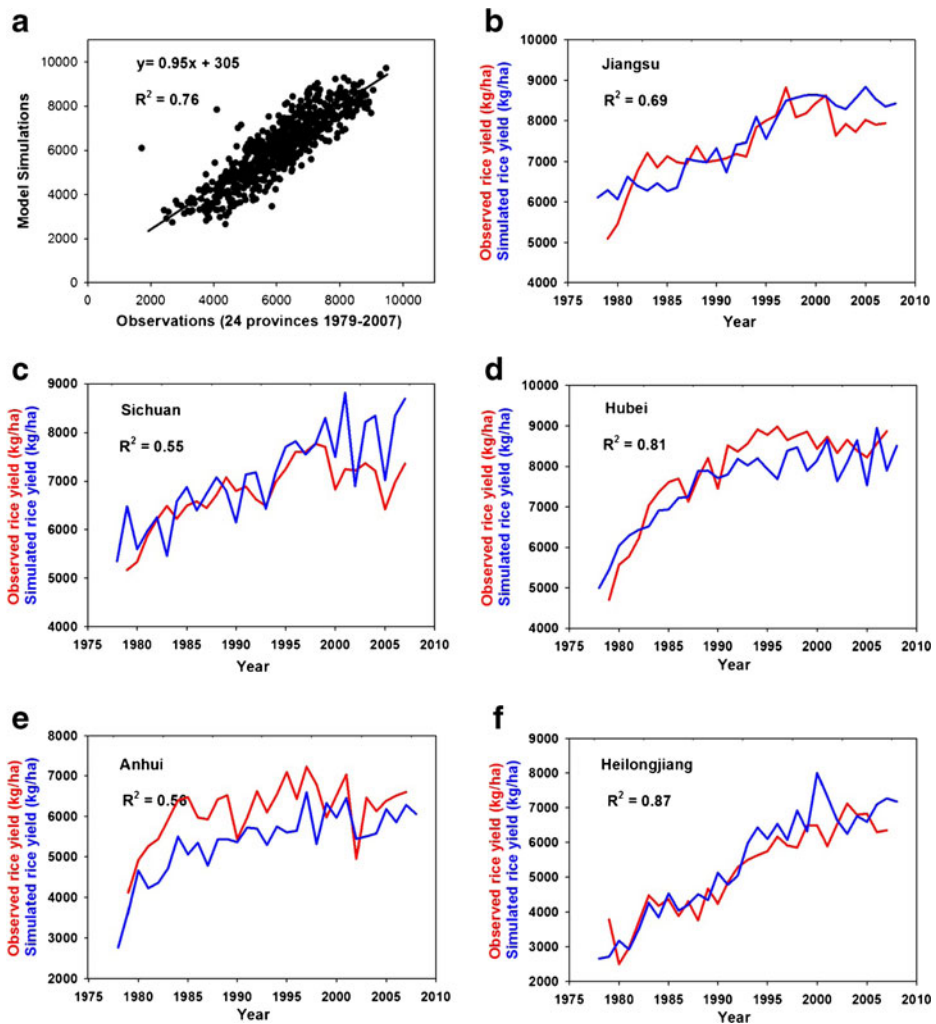 a
y= 0.95x + 305
R² = 0.76
10000
8000
6000
4000
2000
0
Model Simulations
0 2000 4000 6000 8000 10000
Observations (24 provinces 1979-2007)
b
Jiangsu
R² = 0.69
10000
9000
8000
7000
6000
5000
4000
Observed rice yield (kg/ha)
Simulated rice yield (kg/ha)
1975 1980 1985 1990 1995 2000 2005 2010
Year
c
Sichuan
R² = 0.55
9000
8000
7000
6000
5000
4000
Observed rice yield (kg/ha)
Simulated rice yield (kg/ha)
1975 1980 1985 1990 1995 2000 2005 2010
Year
d
Hubei
R² = 0.81
10000
9000
8000
7000
6000
5000
4000
Observed rice yield (kg/ha)
Simulated rice yield (kg/ha)
1975 1980 1985 1990 1995 2000 2005 2010
Year
e
Anhui
R² = 0.56
8000
7000
6000
5000
4000
3000
2000
Observed rice yield (kg/ha)
Simulated rice yield (kg/ha)
1975 1980 1985 1990 1995 2000 2005 2010
Year
f
Heilongjiang
R² = 0.87
9000
8000
7000
6000
5000
4000
3000
2000
Observed rice yield (kg/ha)
Simulated rice yield (kg/ha)
1975 1980 1985 1990 1995 2000 2005 2010
Year